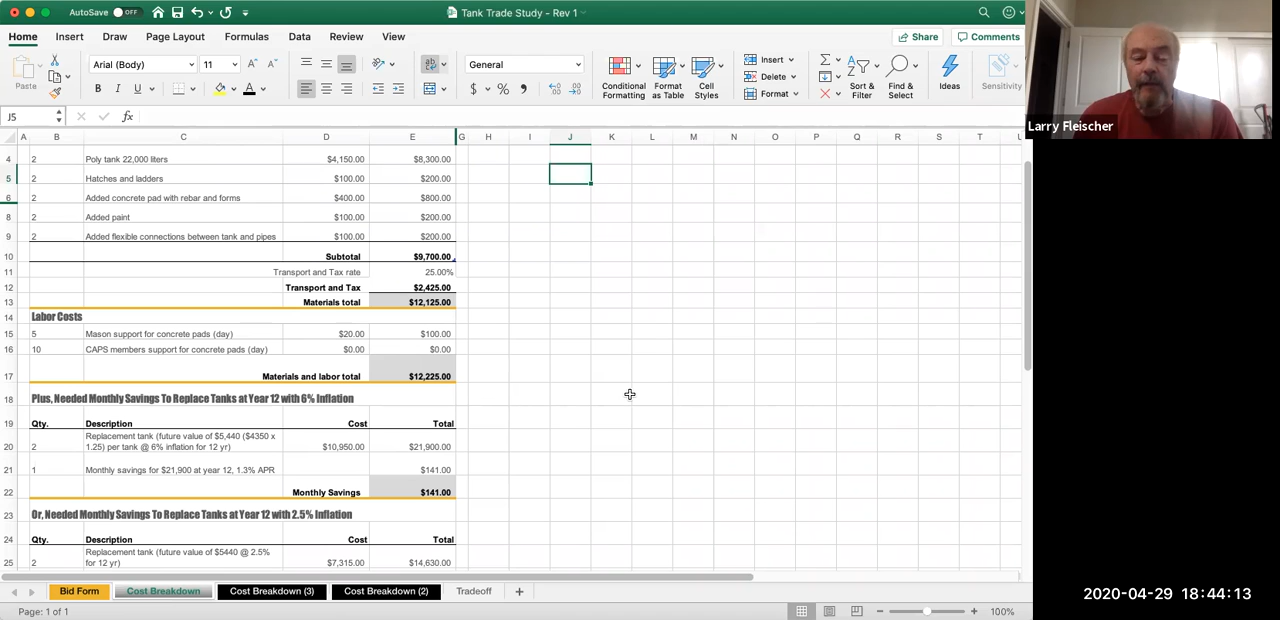 AutoSave OFF
Tank Trade Study - Rev 1
Home Insert Draw Page Layout Formulas Data Review View Share Comments
Paste Arial (Body) 11 General Conditional Formatting Format as Table Cell Styles Insert Delete Format Sort & Filter Find & Select Ideas Sensitivity
J5 fx
A B C D E G H I J K L M N O P Q R S T
4 2 Poly tank 22,000 liters $4,150.00 $8,300.00
5 2 Hatches and ladders $100.00 $200.00
6 2 Added concrete pad with rebar and forms $400.00 $800.00
8 2 Added paint $100.00 $200.00
9 2 Added flexible connections between tank and pipes $100.00 $200.00
10 Subtotal $9,700.00
11 Transport and Tax rate 25.00%
12 Transport and Tax $2,425.00
13 Materials total $12,125.00
14 Labor Costs
15 5 Mason support for concrete pads (day) $20.00 $100.00
16 10 CAPS members support for concrete pads (day) $0.00 $0.00
17 Materials and labor total $12,225.00
18 Plus, Needed Monthly Savings To Replace Tanks at Year 12 with 6% Inflation
19 Qty. Description Cost Total
Replacement tank (future value of $5,440 ($4350 x
20 2 1.25) per tank @ 6% inflation for 12 yr) $10,950.00 $21,900.00
21 1 Monthly savings for $21,900 at year 12, 1.3% APR $141.00
22 Monthly Savings $141.00
23 Or, Needed Monthly Savings To Replace Tanks at Year 12 with 2.5% Inflation
24 Qty. Description Cost Total
Replacement tank (future value of $5440 @ 2.5%
25 2 for 12 yr) $7,315.00 $14,630.00
Bid Form Cost Breakdown Cost Breakdown (3) Cost Breakdown (2) Tradeoff
Page: 1 of 1 100%
Larry Fleischer
2020-04-29 18:44:13